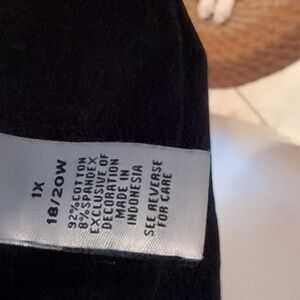 1X
18/20W
92%COTTON
8%SPANDEX
EXCLUSIVE OF
DECORATION
MADE IN
INDONESIA
SEE REVERSE
FOR CARE